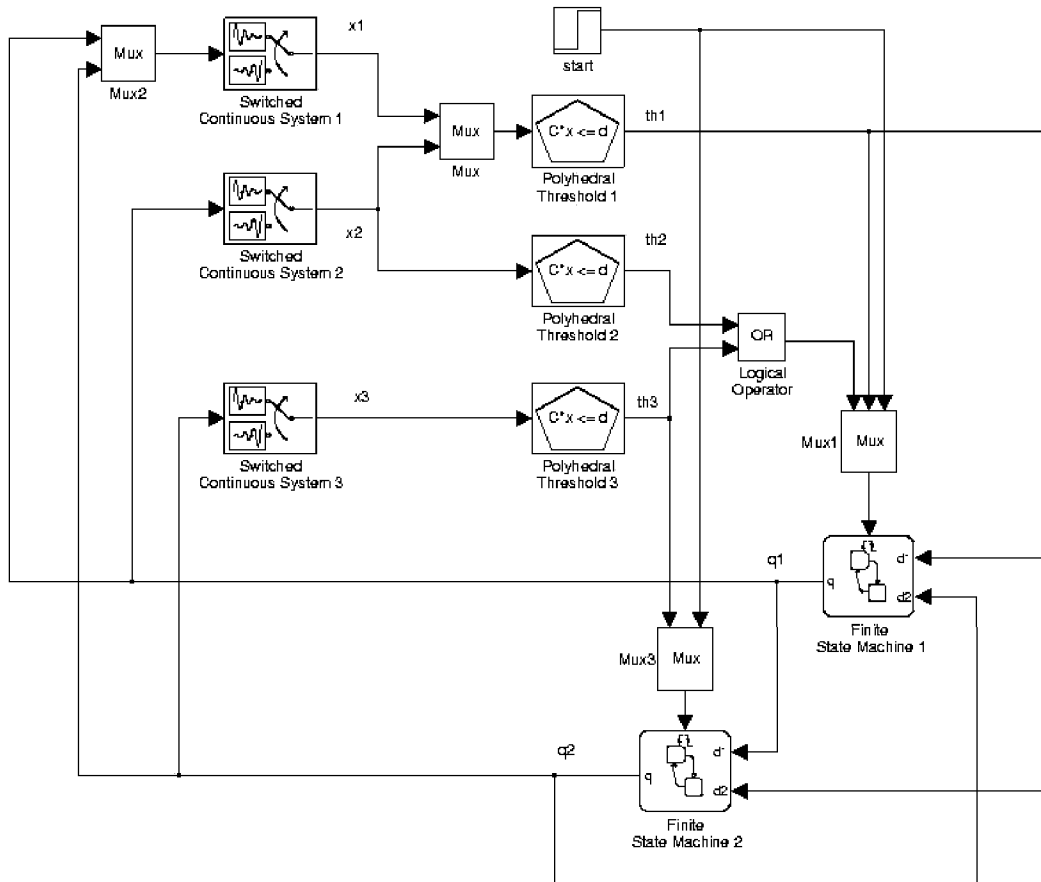 x1
Mux
Mux2
Switched
Continuous System 1
start
Mux
Mux
C*x <= d
th1
Polyhedral
Threshold 1
x2
Switched
Continuous System 2
th2
C*x <= d
Polyhedral
Threshold 2
OR
Logical
Operator
x3
Switched
Continuous System 3
C*x <= d
th3
Polyhedral
Threshold 3
Mux1
Mux
q1
q
d2
Finite
State Machine 1
Mux3
Mux
q2
q
d2
Finite
State Machine 2